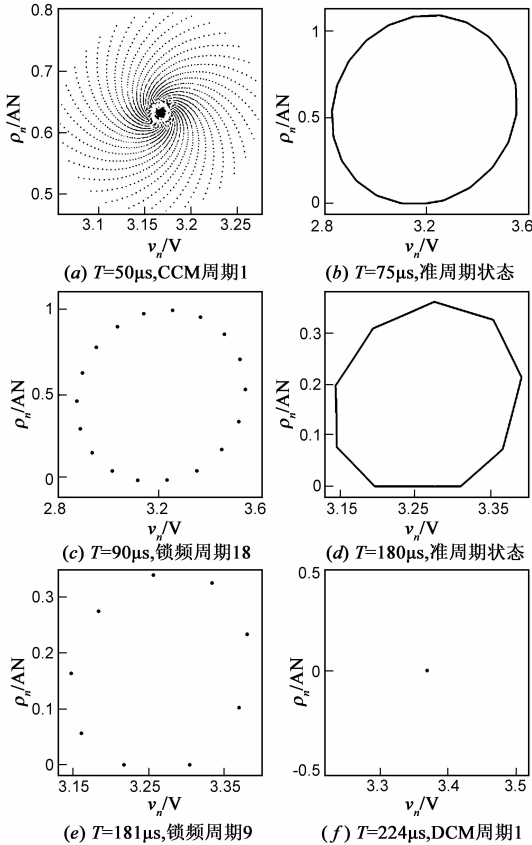 0.8
0.7
0.6
0.5
ρn/AN
3.1 3.15 3.2 3.25
vn/V
(a) T=50μs,CCM周期1
1
0.5
0
ρn/AN
2.8 3.2 3.6
vn/V
(b) T=75μs,准周期状态
1
0.5
0
ρn/AN
2.8 3.2 3.6
vn/V
(c) T=90μs,锁频周期18
0.3
0.2
0.1
0
ρn/AN
3.15 3.25 3.35
vn/V
(d) T=180μs,准周期状态
0.3
0.2
0.1
0
ρn/AN
3.15 3.25 3.35
vn/V
(e) T=181μs,锁频周期9
0.5
0
-0.5
ρn/AN
3.3 3.4 3.5
vn/V
(f) T=224μs,DCM周期1